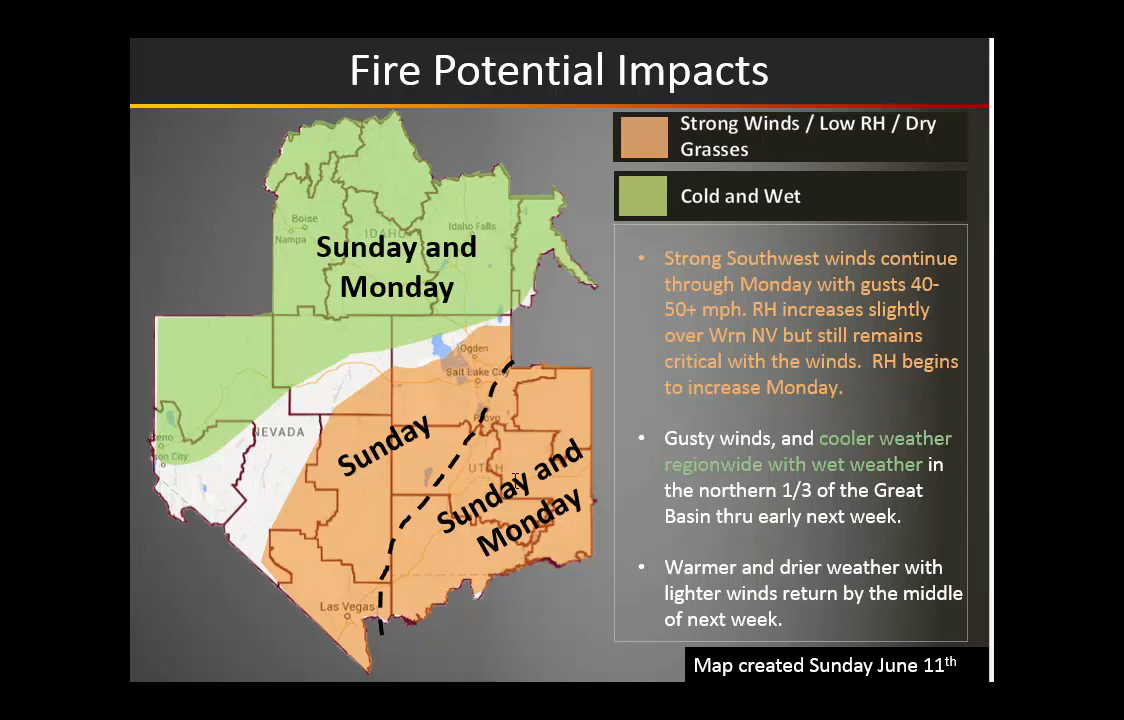 Fire Potential Impacts
Strong Winds / Low RH / Dry
Grasses
Cold and Wet
Boise
Nampa
IDAHO
Idaho Falls
Sunday and
Monday
Ogden
Salt Lake City
Provo
NEVADA
son City
UTAH
Sunday
Sunday and
Monday
Las Vegas
• Strong Southwest winds continue
through Monday with gusts 40-
50+ mph. RH increases slightly
over Wrn NV but still remains
critical with the winds. RH begins
to increase Monday.
• Gusty winds, and cooler weather
regionwide with wet weather in
the northern 1/3 of the Great
Basin thru early next week.
• Warmer and drier weather with
lighter winds return by the middle
of next week.
Map created Sunday June 11th